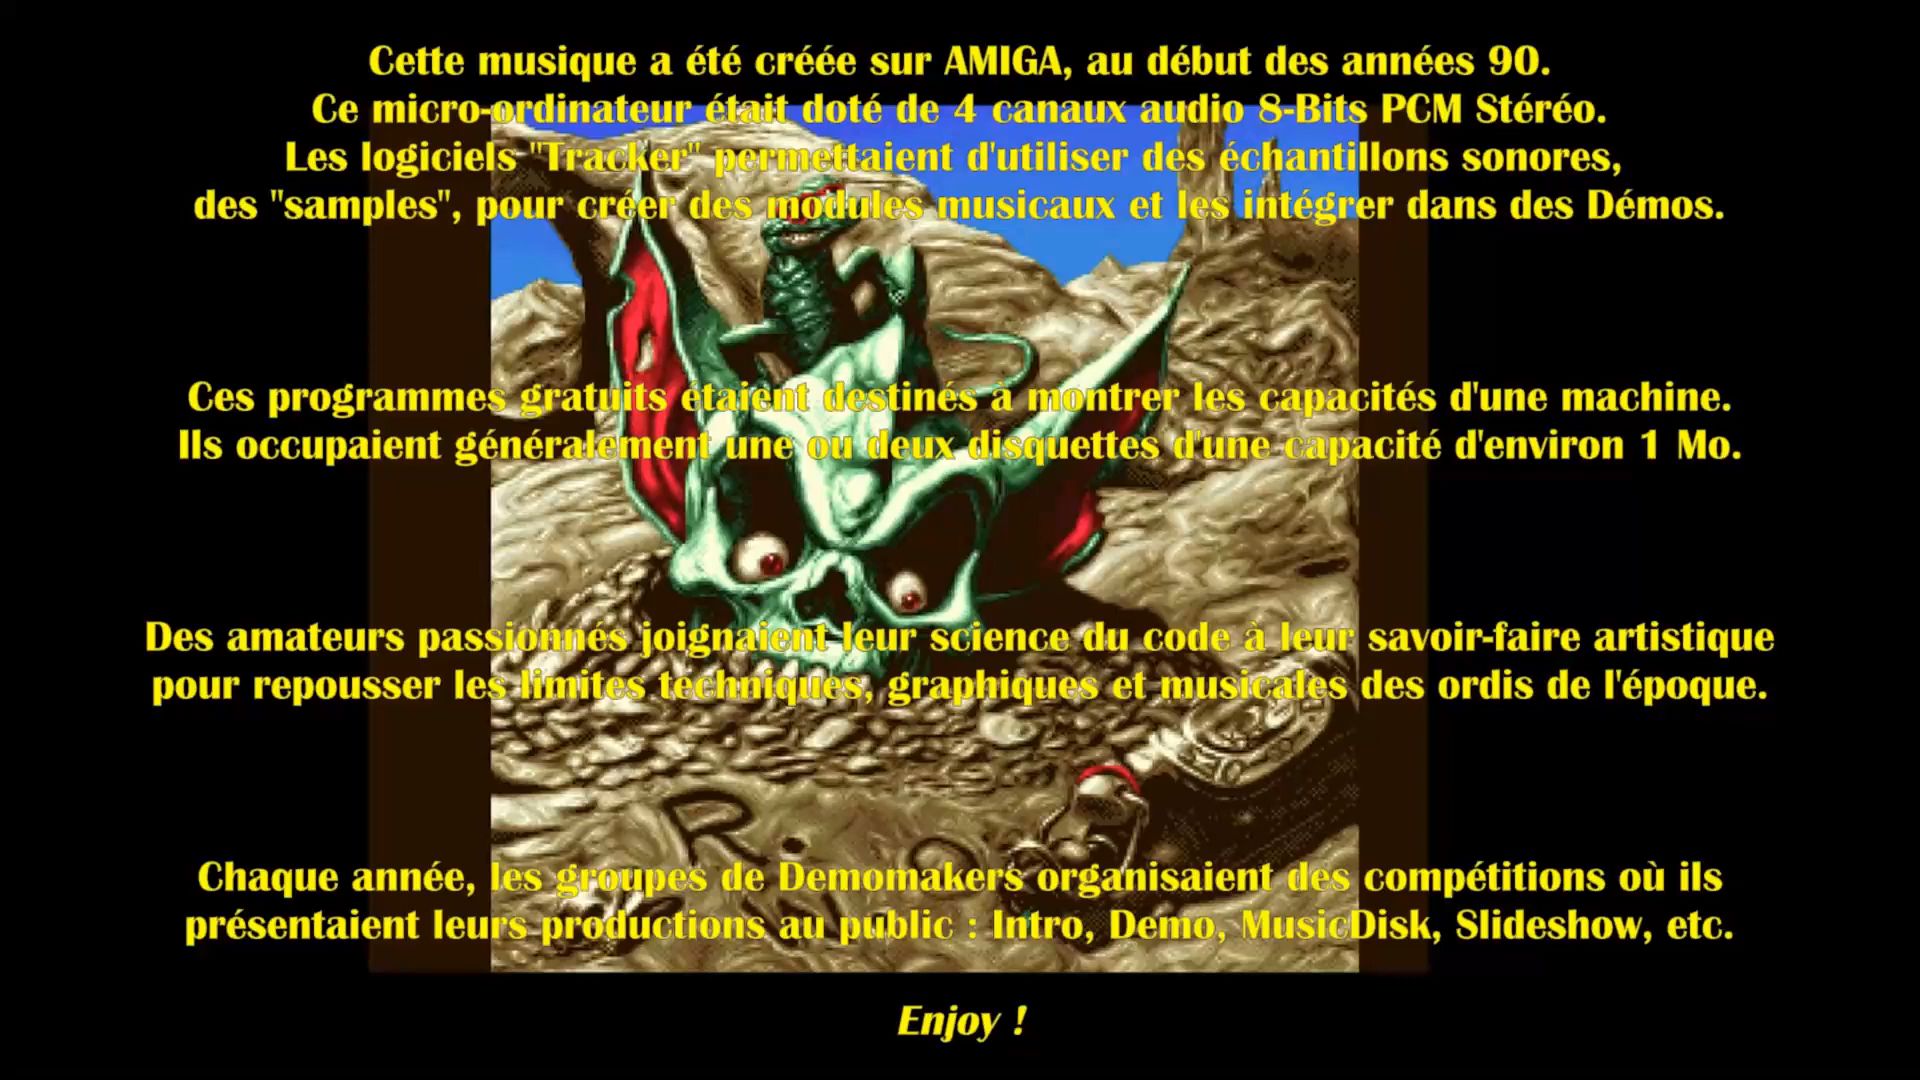 Cette musique a été créée sur AMIGA, au début des années 90.
Ce micro-ordinateur était doté de 4 canaux audio 8-Bits PCM Stéréo.
Les logiciels "Tracker" permettaient d'utiliser des échantillons sonores,
des "samples", pour créer des modules musicaux et les intégrer dans des Démos.
Ces programmes gratuits étaient destinés à montrer les capacités d'une machine.
Ils occupaient généralement une ou deux disquettes d'une capacité d'environ 1 Mo.
Des amateurs passionnés joignaient leur science du code à leur savoir-faire artistique
pour repousser les limites techniques, graphiques et musicales des ordis de l'époque.
R.
Chaque année, les groupes de Demomakers organisaient des compétitions où ils
présentaient leurs productions au public : Intro, Demo, MusicDisk, Slideshow, etc.
Enjoy !